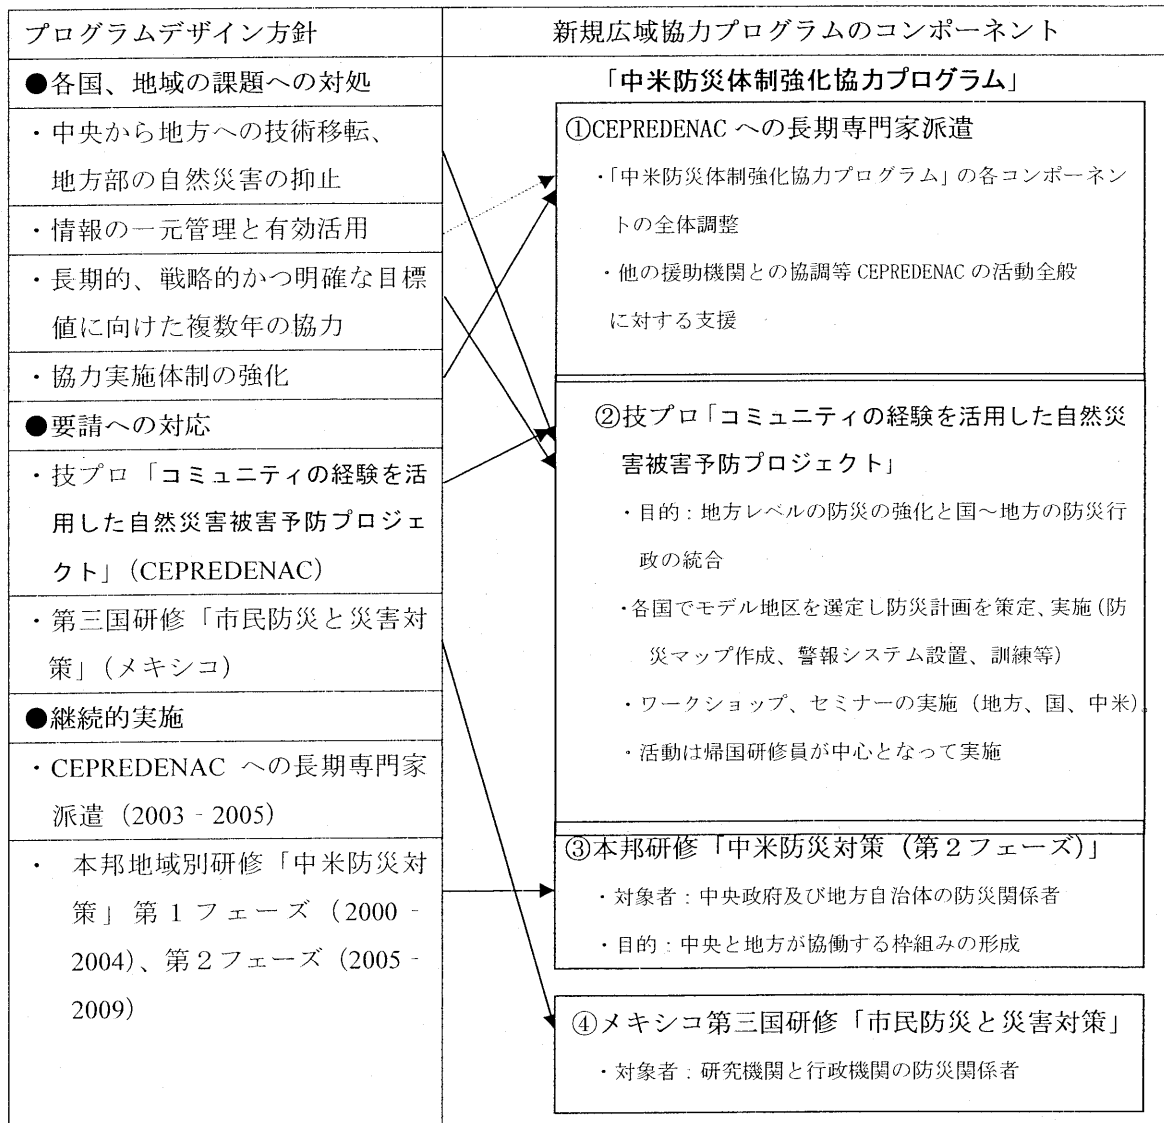 プログラムデザイン方針
●各国、地域の課題への対処
・中央から地方への技術移転、
地方部の自然災害の抑止
・情報の一元管理と有効活用
・長期的、戦略的かつ明確な目標
値に向けた複数年の協力
・協力実施体制の強化
●要請への対応
・技プロ「コミュニティの経験を活
用した自然災害被害予防プロジェ
クト」(CEPREDENAC)
・第三国研修「市民防災と災害対
策」(メキシコ)
●継続的実施
・CEPREDENAC への長期専門家
派遣(2003‐2005)
・ 本邦地域別研修「中米防災対
策」第1フェーズ(2000‐
2004)、第2フェーズ(2005‐
2009)
新規広域協力プログラムのコンポーネント
「中米防災体制強化協力プログラム」
①CEPREDENAC への長期専門家派遣
・「中米防災体制強化協力プログラム」の各コンポーネン
トの全体調整
・他の援助機関との協調等 CEPREDENAC の活動全般
に対する支援
②技プロ「コミュニティの経験を活用した自然災
害被害予防プロジェクト」
・目的:地方レベルの防災の強化と国~地方の防災行
政の統合
・各国でモデル地区を選定し防災計画を策定、実施(防
災マップ作成、警報システム設置、訓練等)
・ワークショップ、セミナーの実施(地方、国、中米)。
・活動は帰国研修員が中心となって実施
③本邦研修「中米防災対策(第2フェーズ)」
・対象者:中央政府及び地方自治体の防災関係者
・目的:中央と地方が協働する枠組みの形成
④メキシコ第三国研修「市民防災と災害対策」
・対象者:研究機関と行政機関の防災関係者